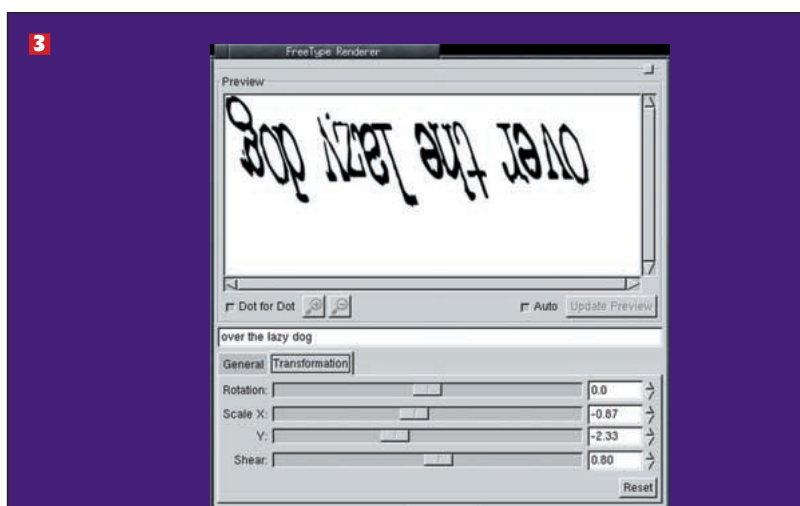 3
FreeType Renderer
Preview
over the lazy dog
Dot for Dot
Auto Update Preview
over the lazy dog
General Transformation
Rotation: 0.0
Scale X: -0.87
Y: -2.33
Shear: 0.80
Reset